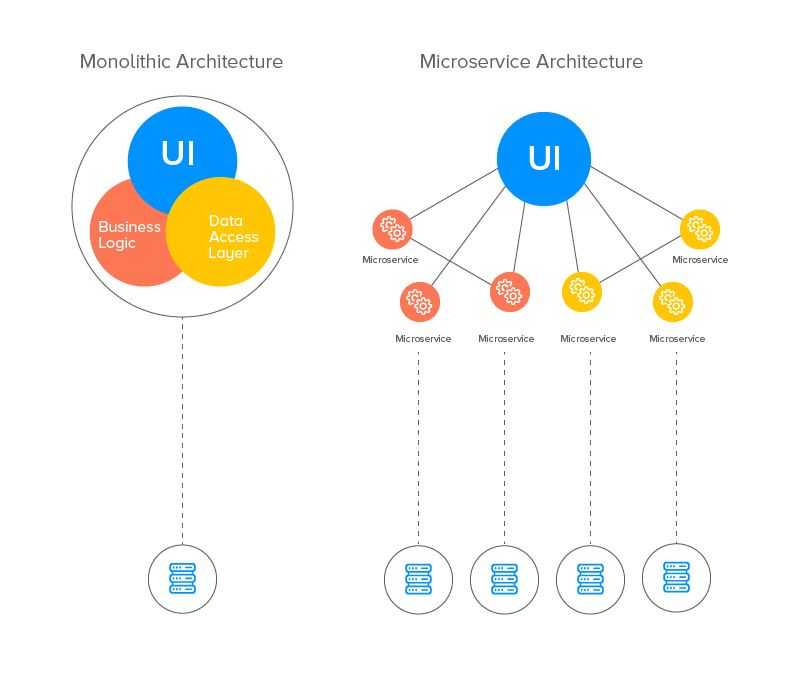 Monolithic Architecture
Microservice Architecture
UI
Business
Logic
Data
Access
Layer
UI
Microservice
Microservice
Microservice
Microservice
Microservice
Microservice